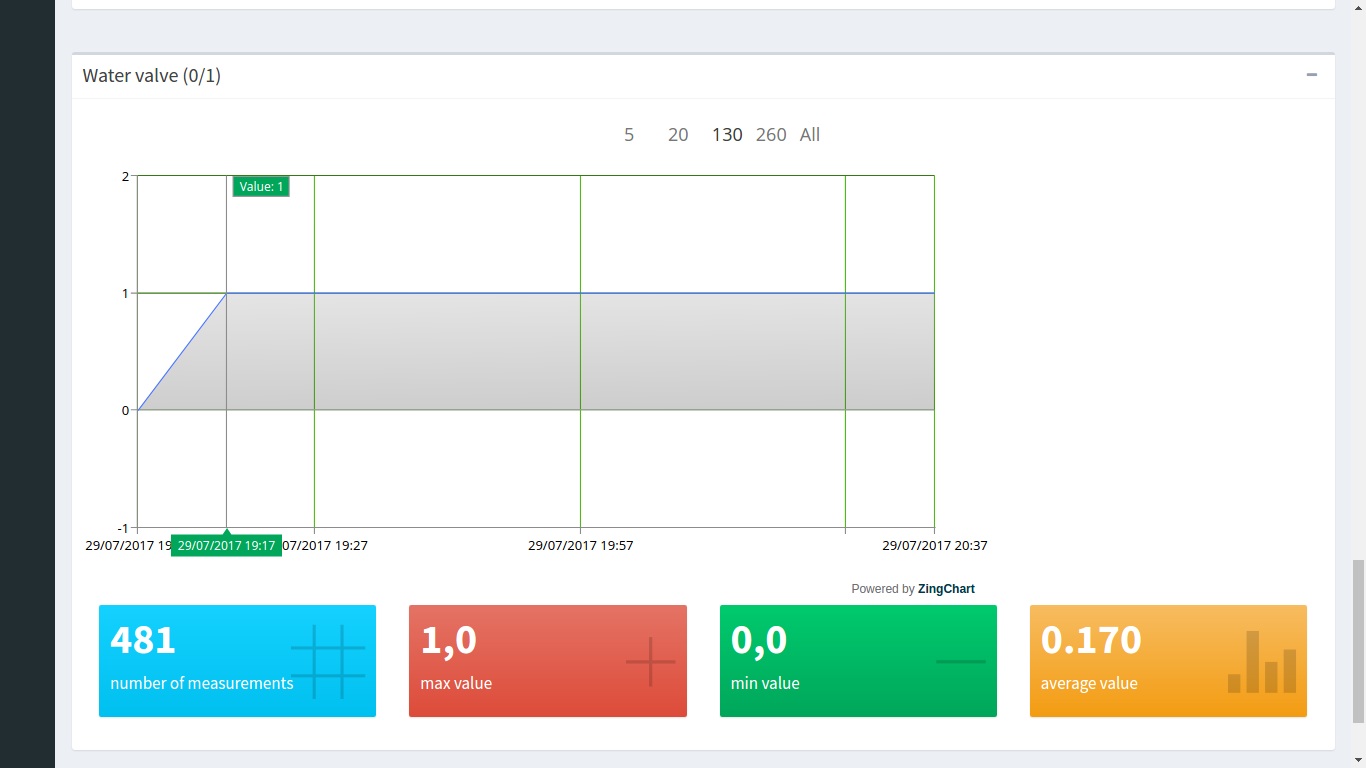 Water valve (0/1)
5 20 130 260 All
2
Value: 1
1
0
-1
29/07/2017 19 29/07/2017 19:17 07/2017 19:27 29/07/2017 19:57 29/07/2017 20:37
Powered by ZingChart
481
number of measurements
1,0
max value
0,0
min value
0.170
average value